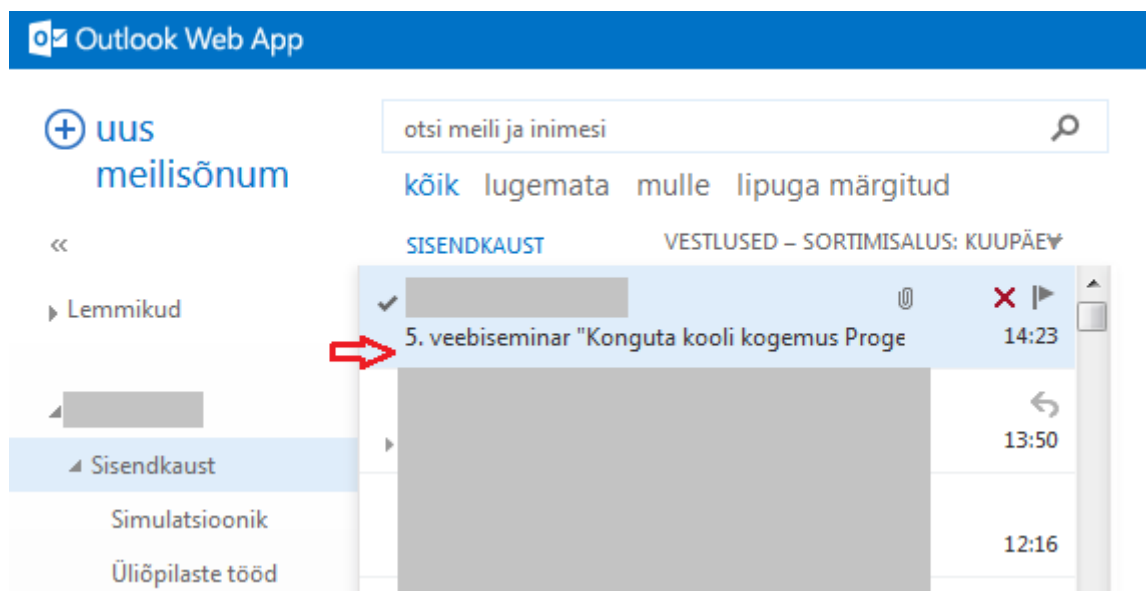 Outlook Web App
uus
meilisõnum
otsi meili ja inimesi
kõik lugemata mulle lipuga märgitud
«
SISENDKAUST VESTLUSED – SORTIMISALUS: KUUPÄEV
Lemmikud
5. veebiseminar "Konguta kooli kogemus Proge 14:23
13:50
Sisendkaust
Simulatsioonik
12:16
Üliõpilaste tööd